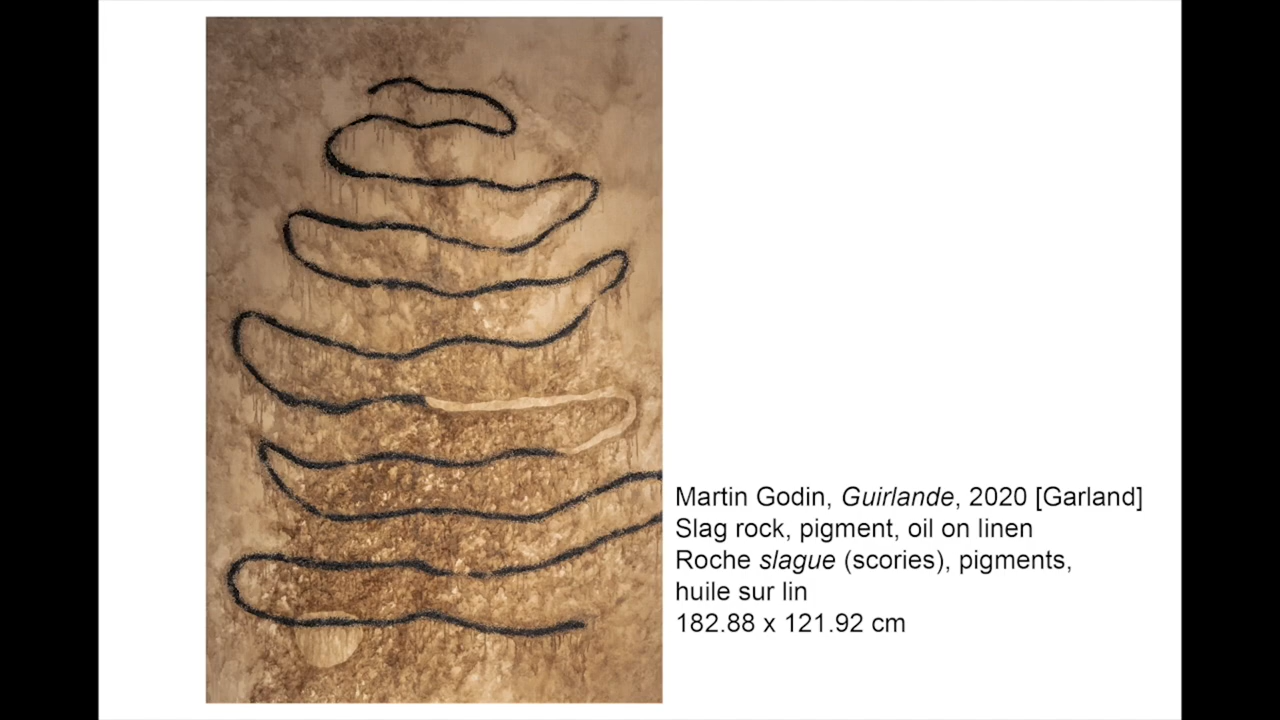 Martin Godin, Guirlande, 2020 [Garland]
Slag rock, pigment, oil on linen
Roche slague (scories), pigments,
huile sur lin
182.88 x 121.92 cm